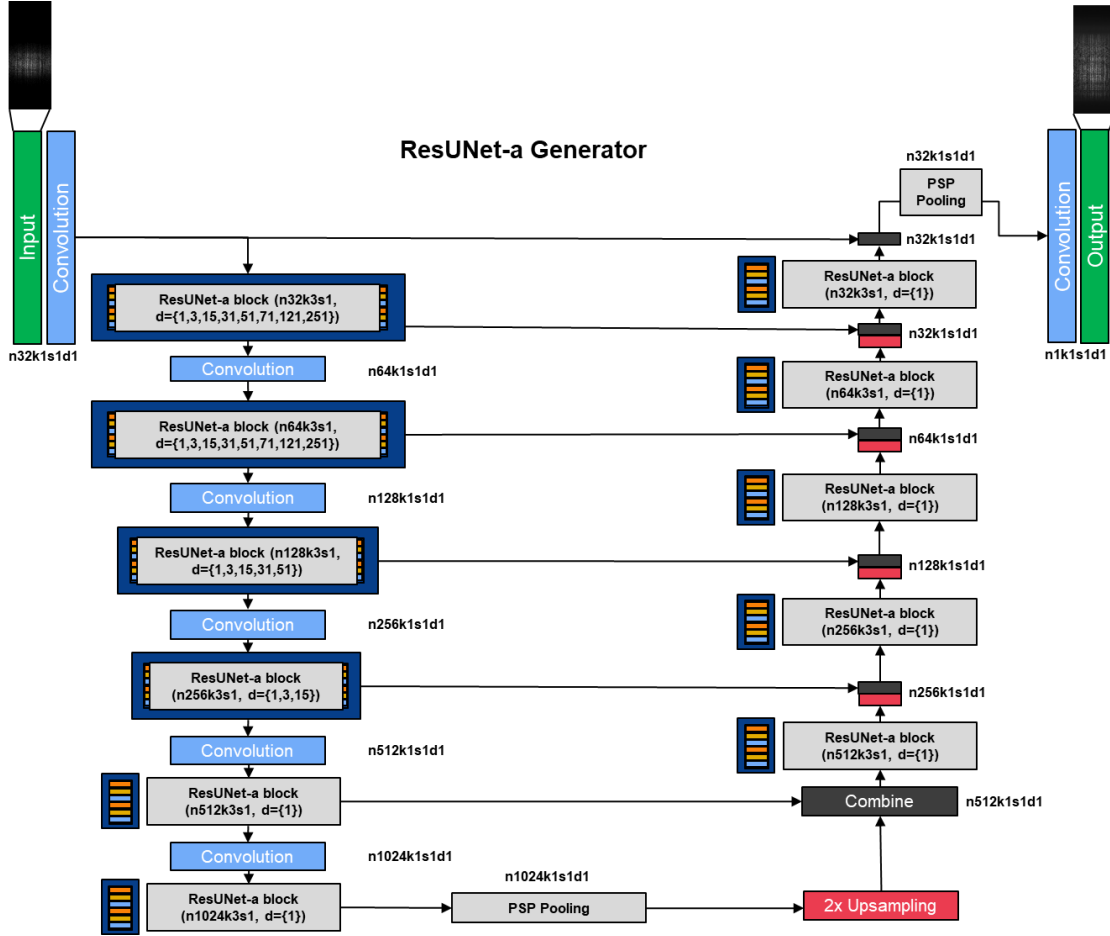 ResUNet-a Generator
Input
Convolution
n32k1s1d1
ResUNet-a block (n32k3s1,
d={1,3,15,31,51,71,121,251})
Convolution
n64k1s1d1
ResUNet-a block (n64k3s1,
d={1,3,15,31,51,71,121,251})
Convolution
n128k1s1d1
ResUNet-a block (n128k3s1,
d={1,3,15,31,51})
Convolution
n256k1s1d1
ResUNet-a block
(n256k3s1, d={1,3,15})
Convolution
n512k1s1d1
ResUNet-a block
(n512k3s1, d={1})
Convolution
n1024k1s1d1
ResUNet-a block
(n1024k3s1, d={1})
n1024k1s1d1
PSP Pooling
2x Upsampling
Combine
n512k1s1d1
ResUNet-a block
(n512k3s1, d={1})
n256k1s1d1
ResUNet-a block
(n256k3s1, d={1})
n128k1s1d1
ResUNet-a block
(n128k3s1, d={1})
n64k1s1d1
ResUNet-a block
(n64k3s1, d={1})
n32k1s1d1
ResUNet-a block
(n32k3s1, d={1})
n32k1s1d1
n32k1s1d1
PSP
Pooling
Convolution
Output
n1k1s1d1